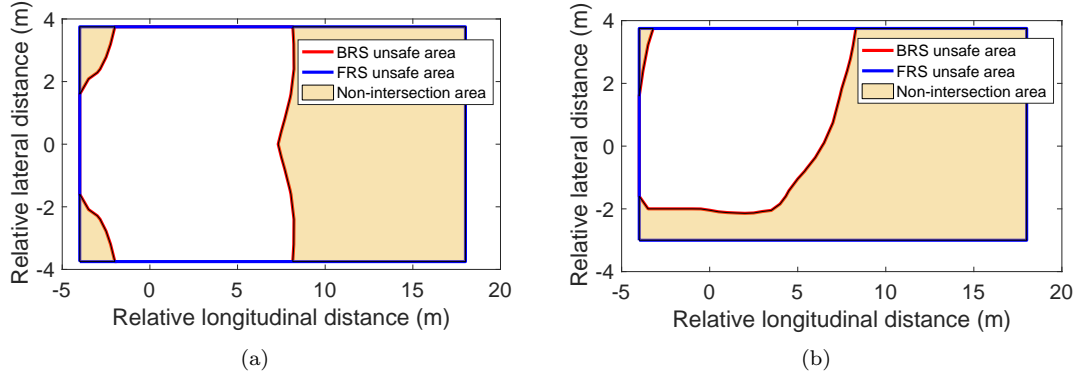 4
2
0
-2
-4
-5
0
5
10
15
20
Relative lateral distance (m)
Relative longitudinal distance (m)
BRS unsafe area
FRS unsafe area
Non-intersection area
(a)
4
2
0
-2
-4
-5
0
5
10
15
20
Relative lateral distance (m)
Relative longitudinal distance (m)
BRS unsafe area
FRS unsafe area
Non-intersection area
(b)